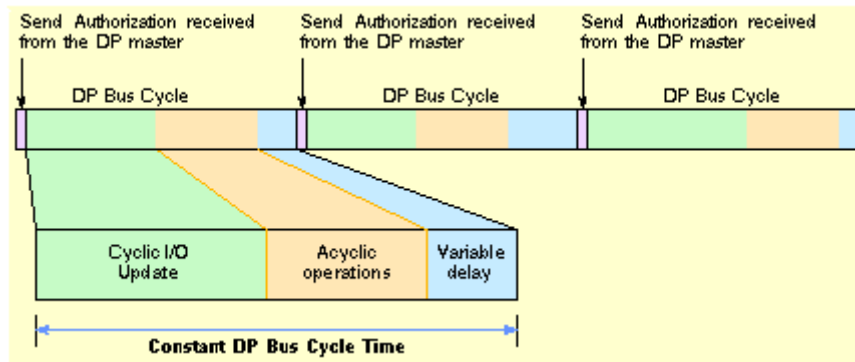 Send Authorization received
from the DP master
Send Authorization received
from the DP master
Send Authorization received
from the DP master
DP Bus Cycle
DP Bus Cycle
DP Bus Cycle
Cyclic I/O
Update
Acyclic
operations
Variable
delay
Constant DP Bus Cycle Time